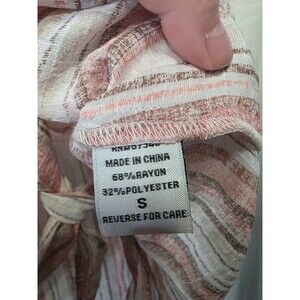 MADE IN CHINA
68%RAYON
32%POLYESTER
S
REVERSE FOR CARE